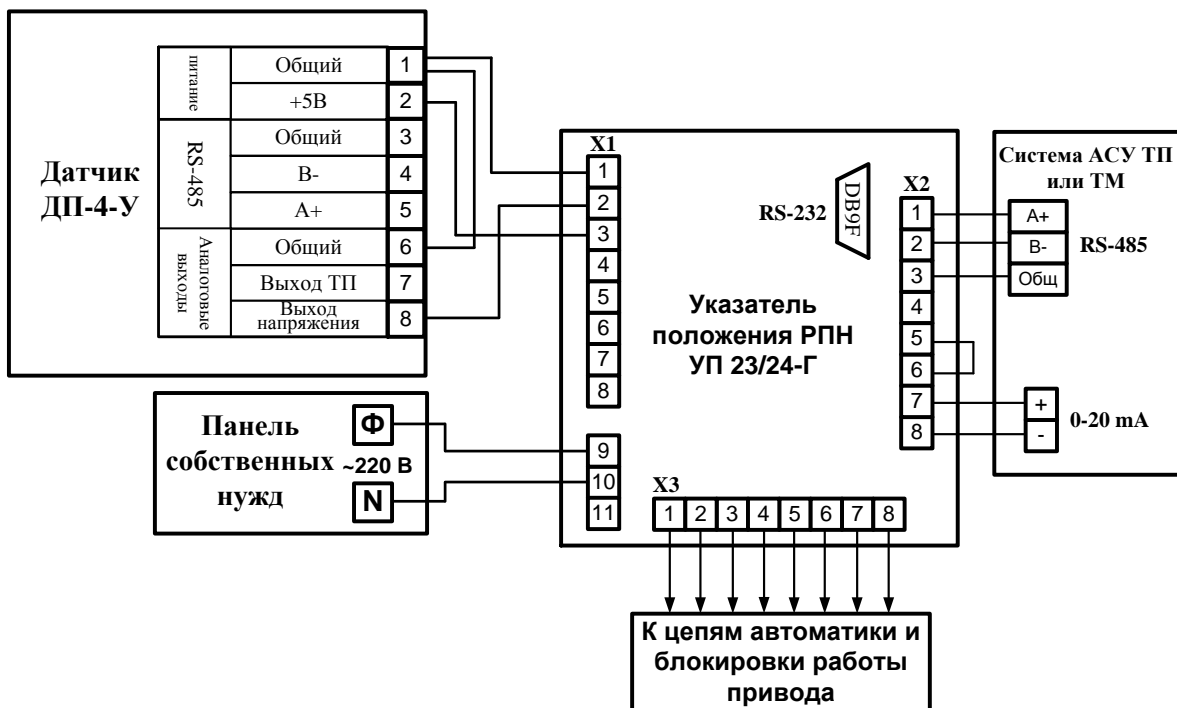 Датчик
ДП-4-У
питание
Общий
1
+5В
2
RS-485
Общий
3
В-
4
А+
5
Аналоговые
выходы
Общий
6
Выход ТП
7
Выход
напряжения
8
Панель
собственных
нужд
Ф
~220 В
N
X1
1
2
3
4
5
6
7
8
9
10
11
RS-232
DB9F
Указатель
положения РПН
УП 23/24-Г
X2
1
2
3
4
5
6
7
8
X3
1
2
3
4
5
6
7
8
Система АСУ ТП
или ТМ
А+
В-
Общ
RS-485
+
-
0-20 mA
К цепям автоматики и
блокировки работы
привода